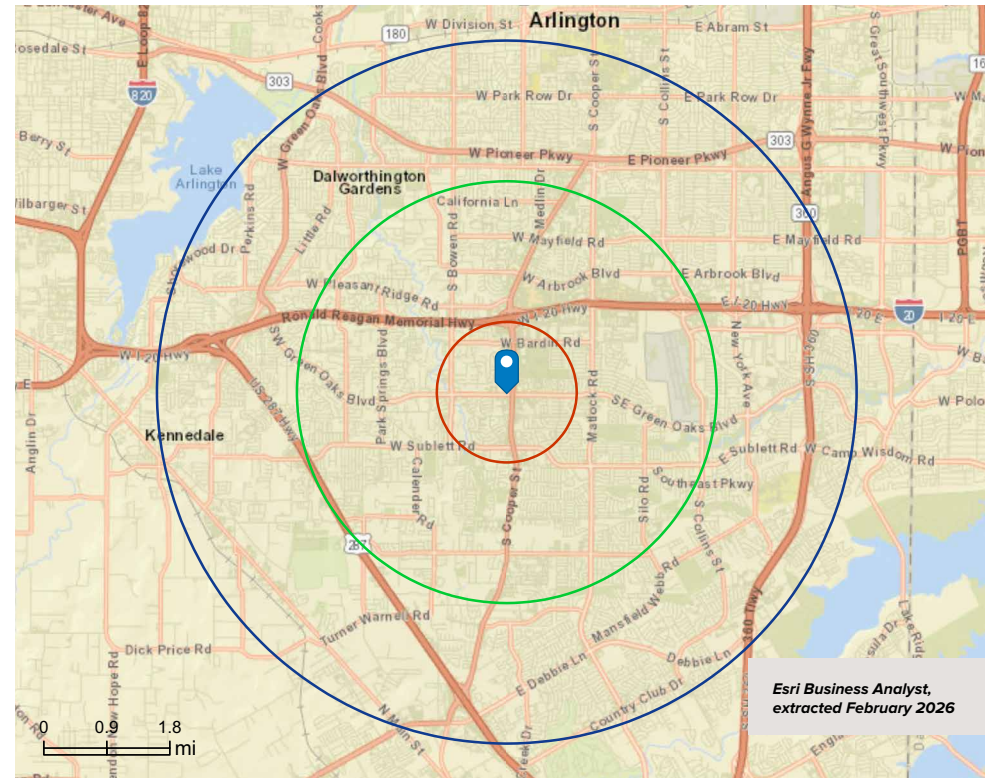 Arlington
W Division St
E Abram St
180
E Loop 82
Cooks
Rosedale St
303
820
W Green Oaks Blvd
W Park Row Dr
E Park Row Dr
S Cooper S
S Collins St
Angus G Wynne Jr Fwy
S Great Southwest Pkwy
16
Berry St
303
W Pioneer Pkwy
E Pioneer Pkwy
W Pion
Lake
Arlington
Dalworthington
Gardens
Wilbarger St
Perkins Rd
Little Rd
California Ln
Medlin Dr
S Bowen Rd
360
W Mayfield Rd
E Mayfield Rd
PGBT
W Arbrook Blvd
E Arbrook Blvd
W Pleasant Ridge Rd
Ronald Reagan Memorial Hwy
W I 20 Hwy
E I 20 Hwy
20
I 20 E
W Bardin Rd
W I 20 Hwy
SW Green Oaks Blvd
Park Springs Blvd
New York Ave
S SH 360
Matlock Rd
US 287 Hwy
SE Green Oaks Blvd
W Polo
Anglin Dr
Kennedale
W Sublett Rd
E Sublett Rd
W Camp Wisdom Rd
Calender Rd
Southeast Pkwy
Silo Rd
S Collins St
S Cooper St
287
Mansfield Webb Rd
Turner Warnell Rd
Dick Price Rd
E Debbie Ln
Debbie Ln
360 Hwy
Country Club Dr
N Main St
Esri Business Analyst,
extracted February 2026
0 0.9 1.8
mi